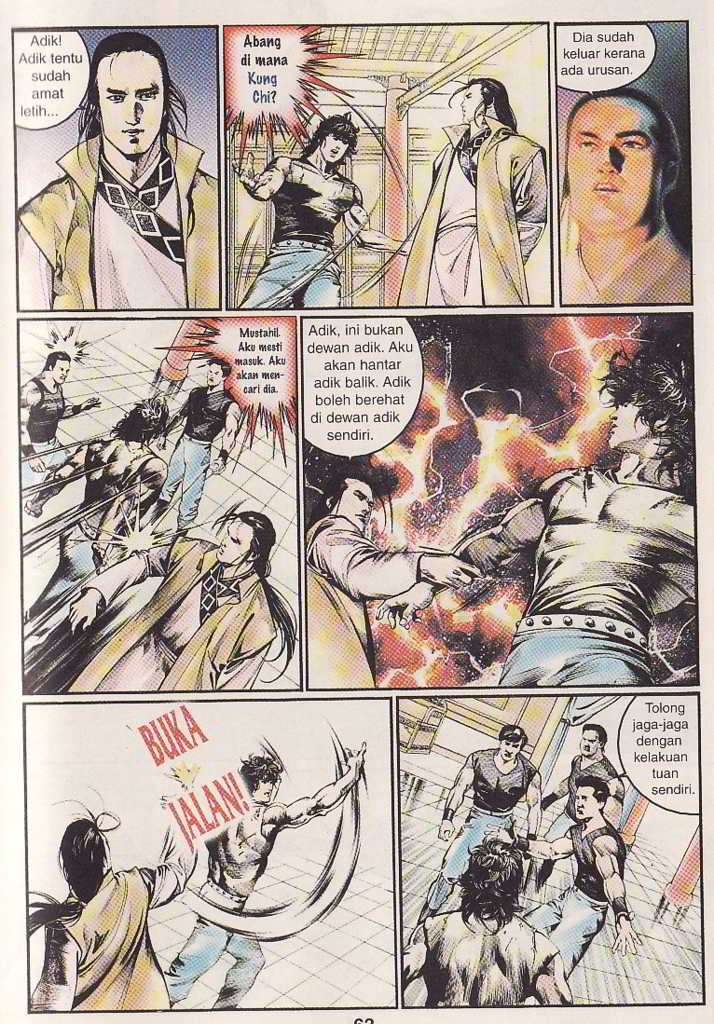 Adik!
Adik tentu
sudah
amat
letih...
Abang
di mana
Kung
Chi?
Dia sudah
keluar kerana
ada urusan.
Mustahil.
Aku mesti
masuk. Aku
akan men-
cari dia.
Adik, ini bukan
dewan adik. Aku
akan hantar
adik balik. Adik
boleh berehat
di dewan adik
sendiri.
BUKA
JALAN!
Tolong
jaga-jaga
dengan
kelakuan
tuan
sendiri.
62